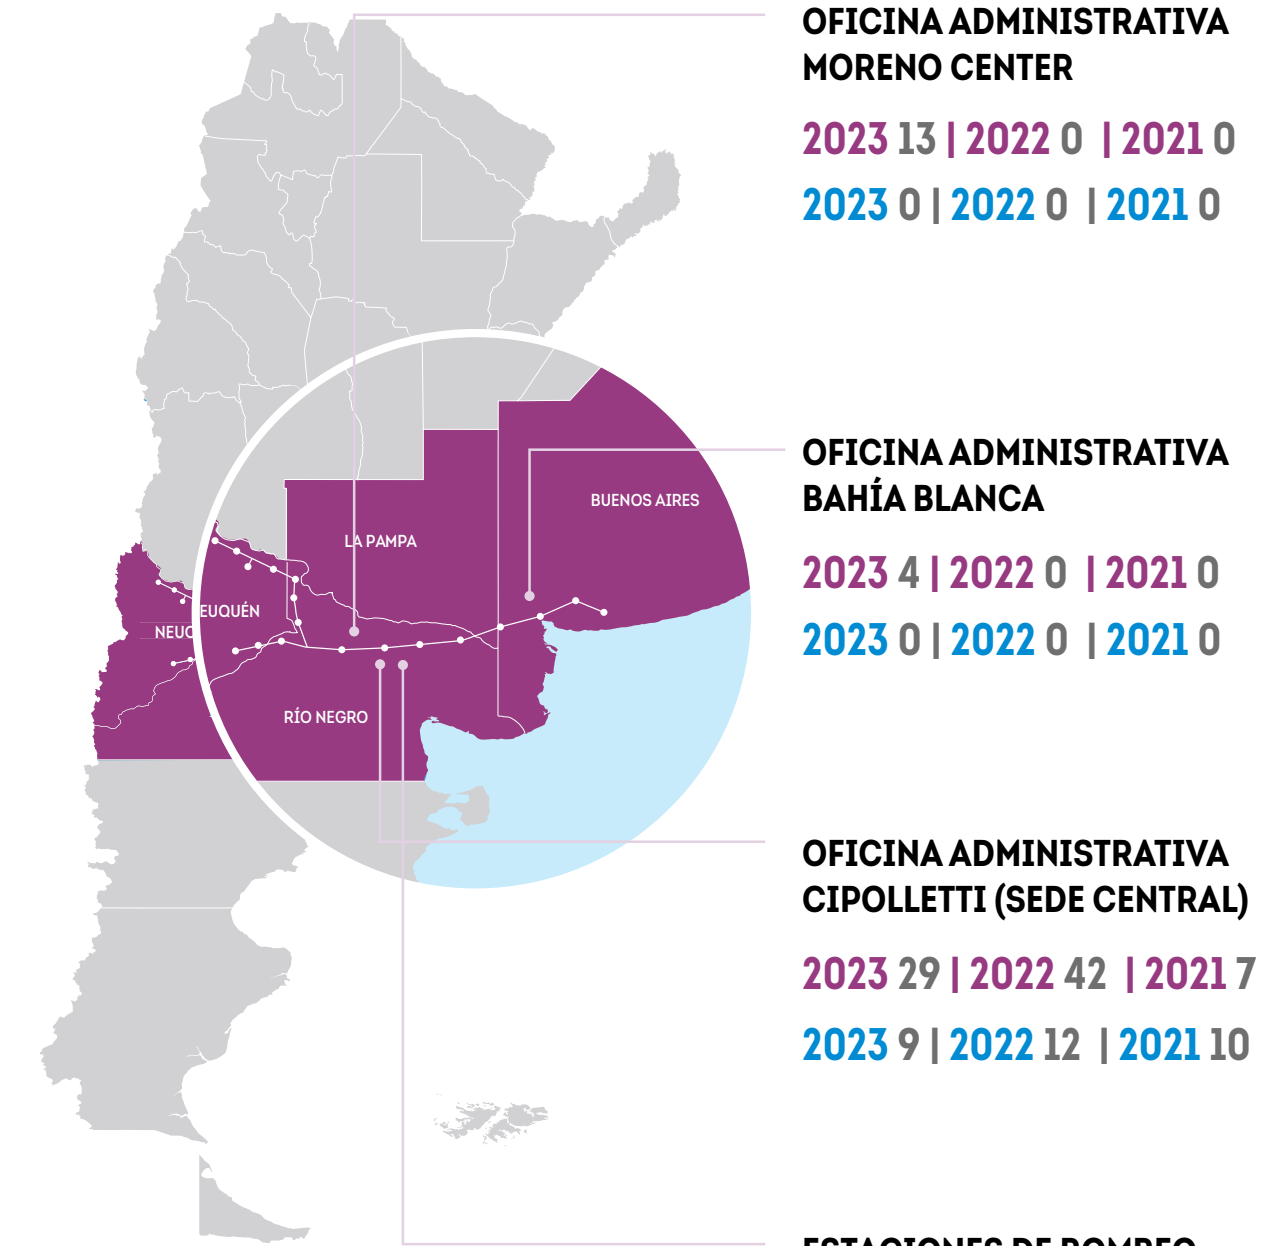 OFICINA ADMINISTRATIVA
MORENO CENTER
2023 13 | 2022 0 | 2021 0
2023 0 | 2022 0 | 2021 0
OFICINA ADMINISTRATIVA
BAHÍA BLANCA
2023 4 | 2022 0 | 2021 0
2023 0 | 2022 0 | 2021 0
BUENOS AIRES
LA PAMPA
EUQUÉN
NEUC
RÍO NEGRO
OFICINA ADMINISTRATIVA
CIPOLLETTI (SEDE CENTRAL)
2023 29 | 2022 42 | 2021 7
2023 9 | 2022 12 | 2021 10
ESTACIONES DE BOMBEO